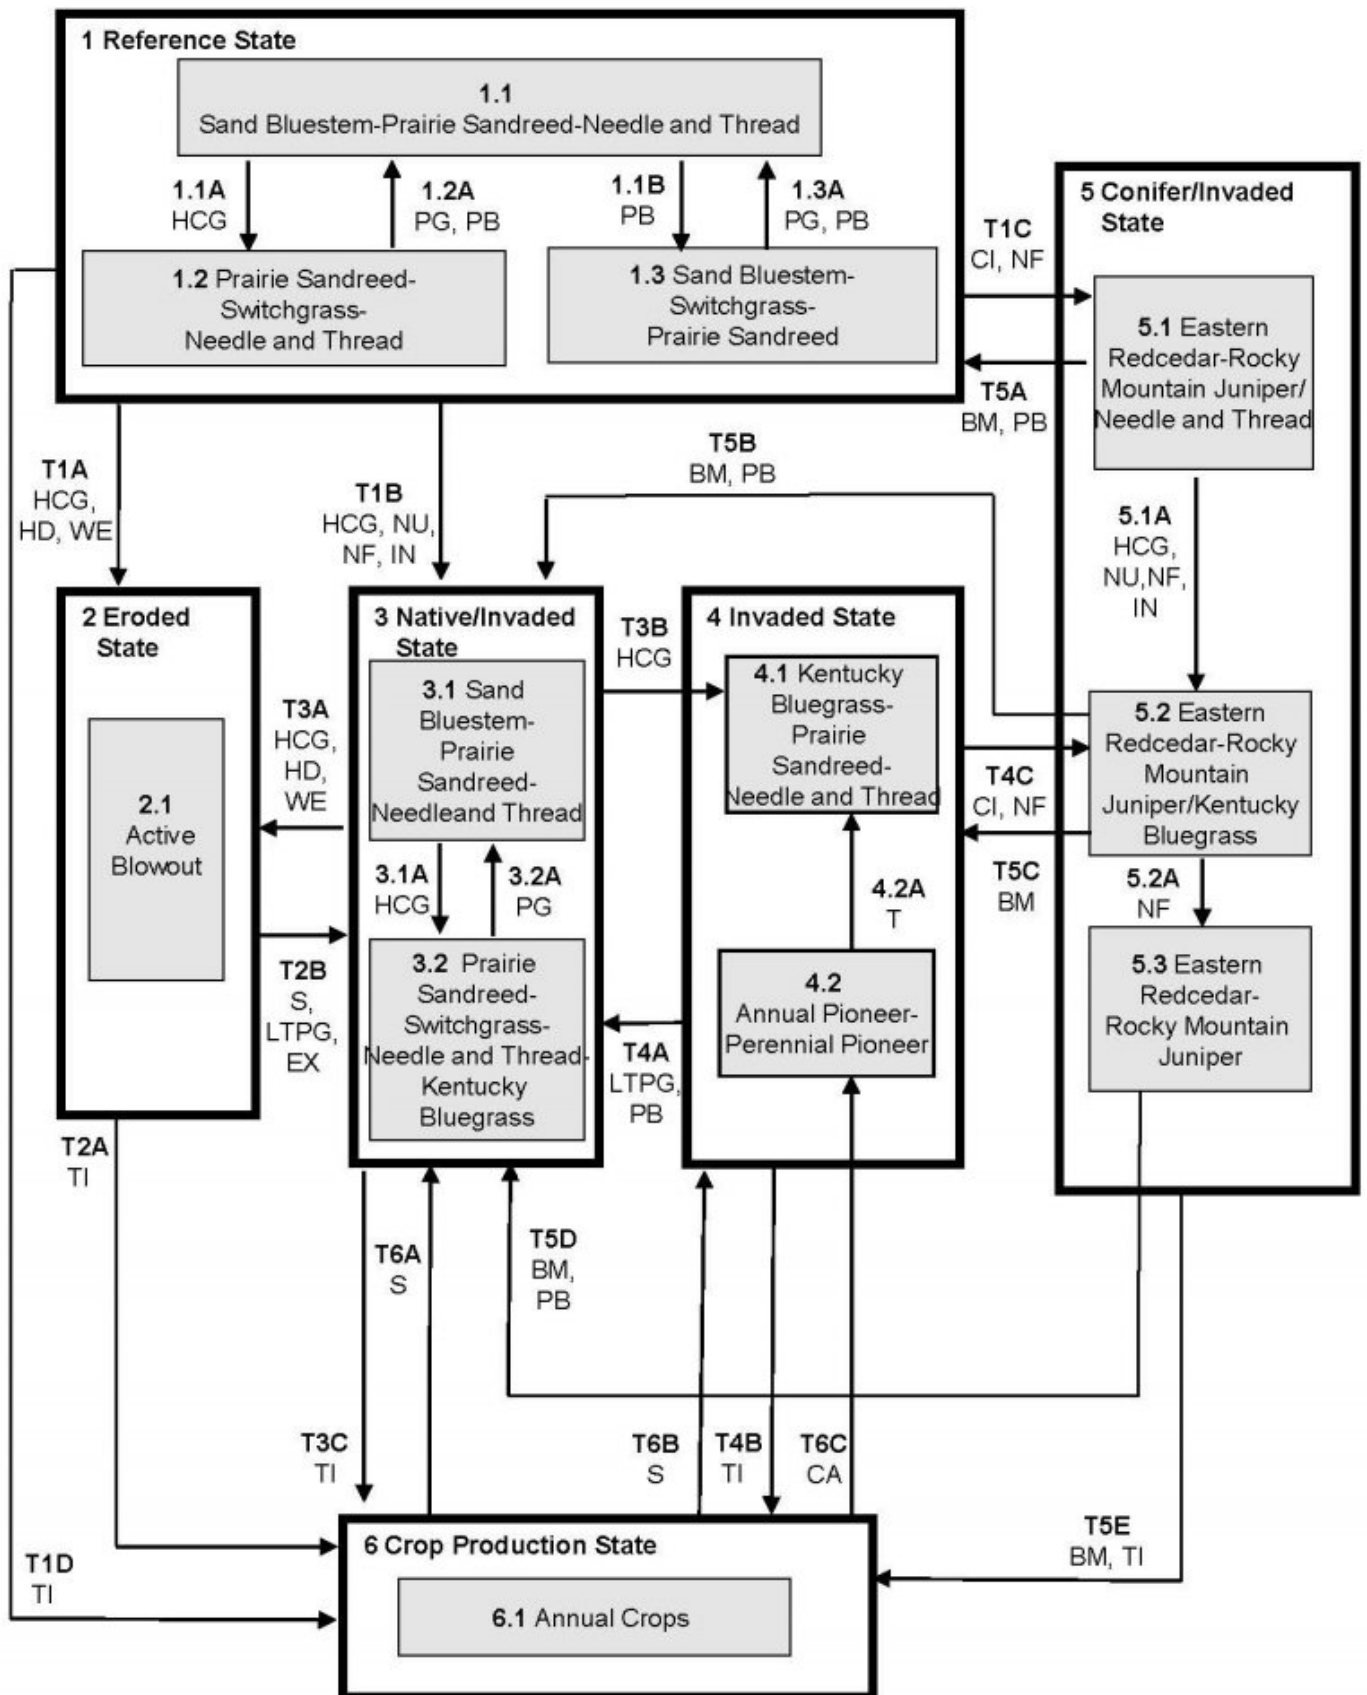 1 Reference State
1.1
Sand Bluestem-Prairie Sandreed-Needle and Thread
1.1A
HCG
1.2A
PG, PB
1.1B
PB
1.3A
PG, PB
1.2 Prairie Sandreed-
Switchgrass-
Needle and Thread
1.3 Sand Bluestem-
Switchgrass-
Prairie Sandreed
T1C
CI, NF
T5A
BM, PB
5 Conifer/Invaded
State
5.1 Eastern
Redcedar-Rocky
Mountain Juniper/
Needle and Thread
T1A
HCG,
HD, WE
T1B
HCG, NU,
NF, IN
T5B
BM, PB
5.1A
HCG,
NU,NF,
IN
2 Eroded
State
2.1
Active
Blowout
T3A
HCG,
HD,
WE
T2B
S,
LTPG,
EX
3 Native/Invaded
State
3.1 Sand
Bluestem-
Prairie
Sandreed-
Needleand Thread
3.1A
HCG
3.2A
PG
3.2 Prairie
Sandreed-
Switchgrass-
Needle and Thread-
Kentucky
Bluegrass
T3B
HCG
T4A
LTPG,
PB
4 Invaded State
4.1 Kentucky
Bluegrass-
Prairie
Sandreed-
Needle and Thread
4.2A
T
4.2
Annual Pioneer-
Perennial Pioneer
T4C
CI, NF
T5C
BM
5.2 Eastern
Redcedar-Rocky
Mountain
Juniper/Kentucky
Bluegrass
5.2A
NF
5.3 Eastern
Redcedar-
Rocky Mountain
Juniper
T2A
TI
T6A
S
T5D
BM,
PB
T3C
TI
T6B
S
T4B
TI
T6C
CA
T5E
BM, TI
T1D
TI
6 Crop Production State
6.1 Annual Crops